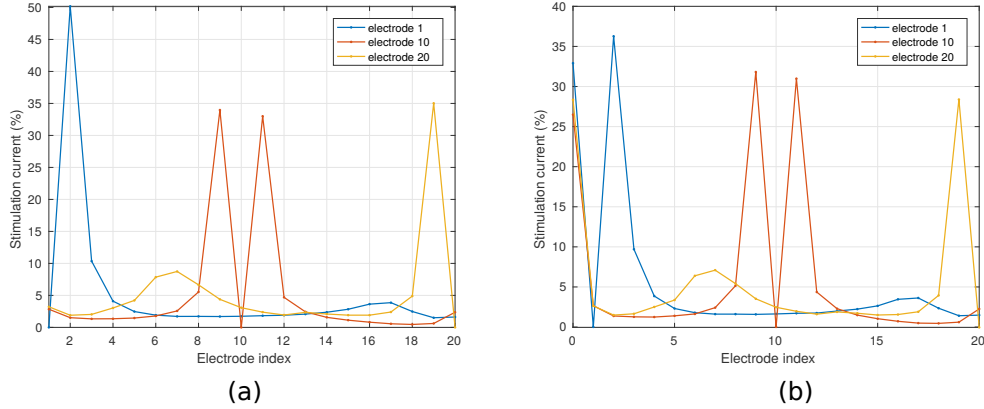 50
45
40
35
30
25
20
15
10
5
0
Stimulation current (%)
electrode 1
electrode 10
electrode 20
2 4 6 8 10 12 14 16 18 20
Electrode index
(a)
40
35
30
25
20
15
10
5
0
Stimulation current (%)
electrode 1
electrode 10
electrode 20
0 5 10 15 20
Electrode index
(b)